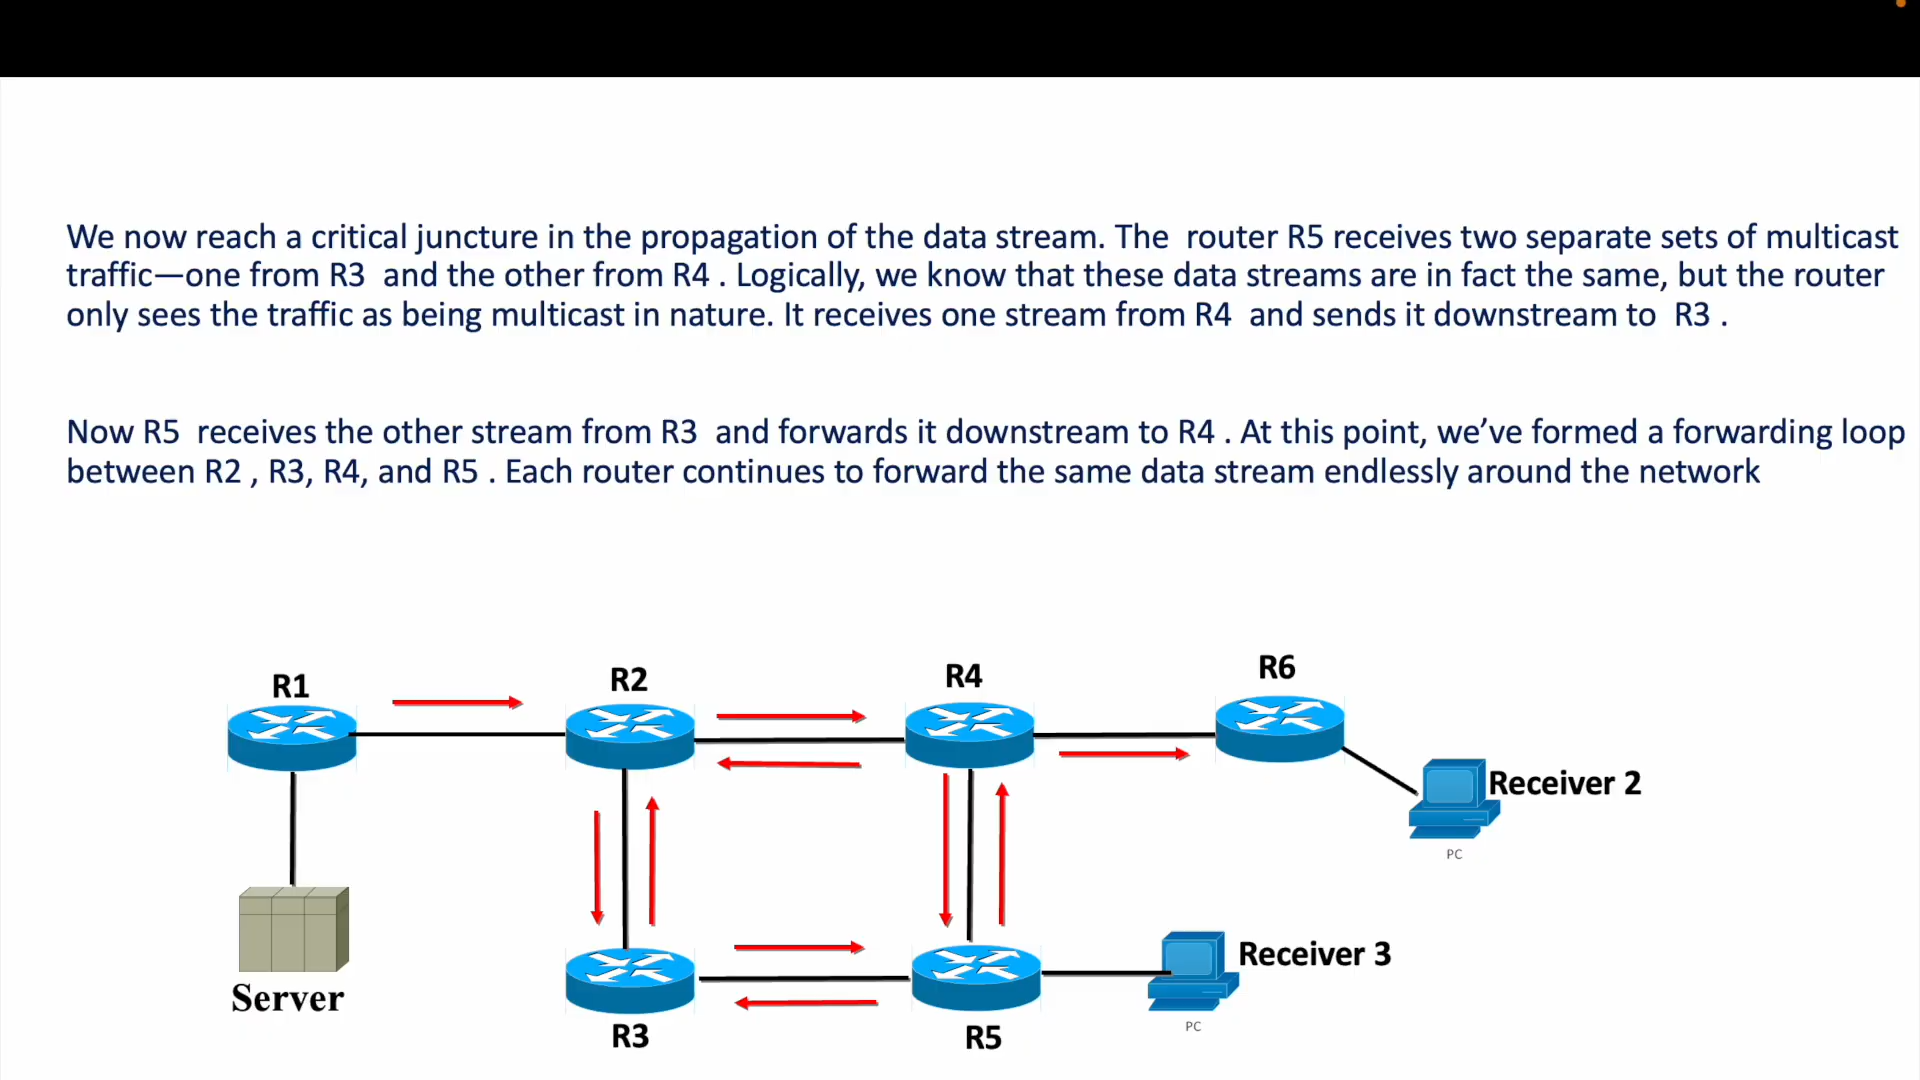 We now reach a critical juncture in the propagation of the data stream. The router R5 receives two separate sets of multicast
traffic—one from R3 and the other from R4 . Logically, we know that these data streams are in fact the same, but the router
only sees the traffic as being multicast in nature. It receives one stream from R4 and sends it downstream to R3 .
Now R5 receives the other stream from R3 and forwards it downstream to R4 . At this point, we’ve formed a forwarding loop
between R2 , R3, R4, and R5 . Each router continues to forward the same data stream endlessly around the network
R1
R2
R4
R6
Receiver 2
PC
Receiver 3
PC
Server
R3
R5